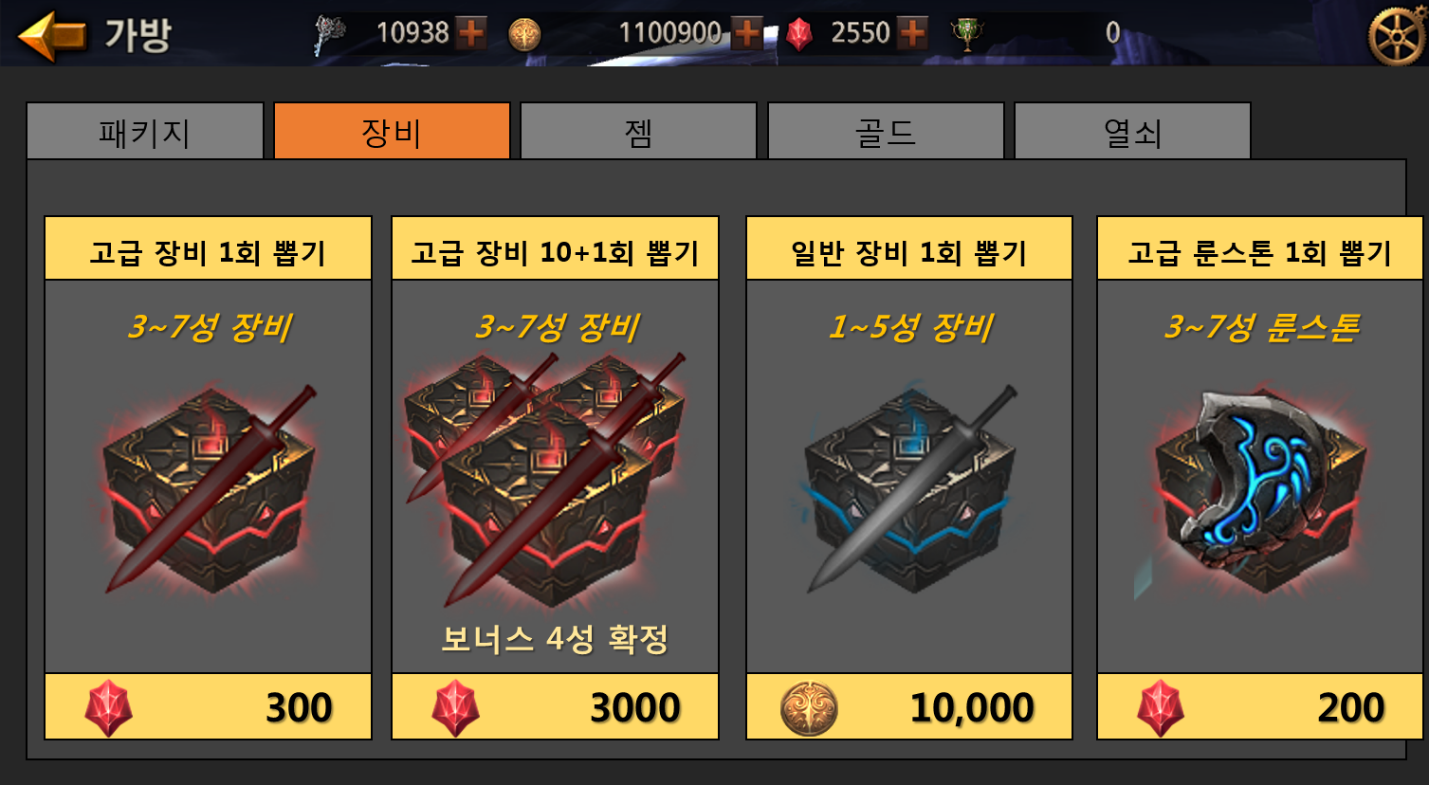 가방 10938 1100900 2550 0
패키지 장비 젬 골드 열쇠
고급 장비 1회 뽑기
3~7성 장비
300
고급 장비 10+1회 뽑기
3~7성 장비
보너스 4성 확정
3000
일반 장비 1회 뽑기
1~5성 장비
10,000
고급 룬스톤 1회 뽑기
3~7성 룬스톤
200